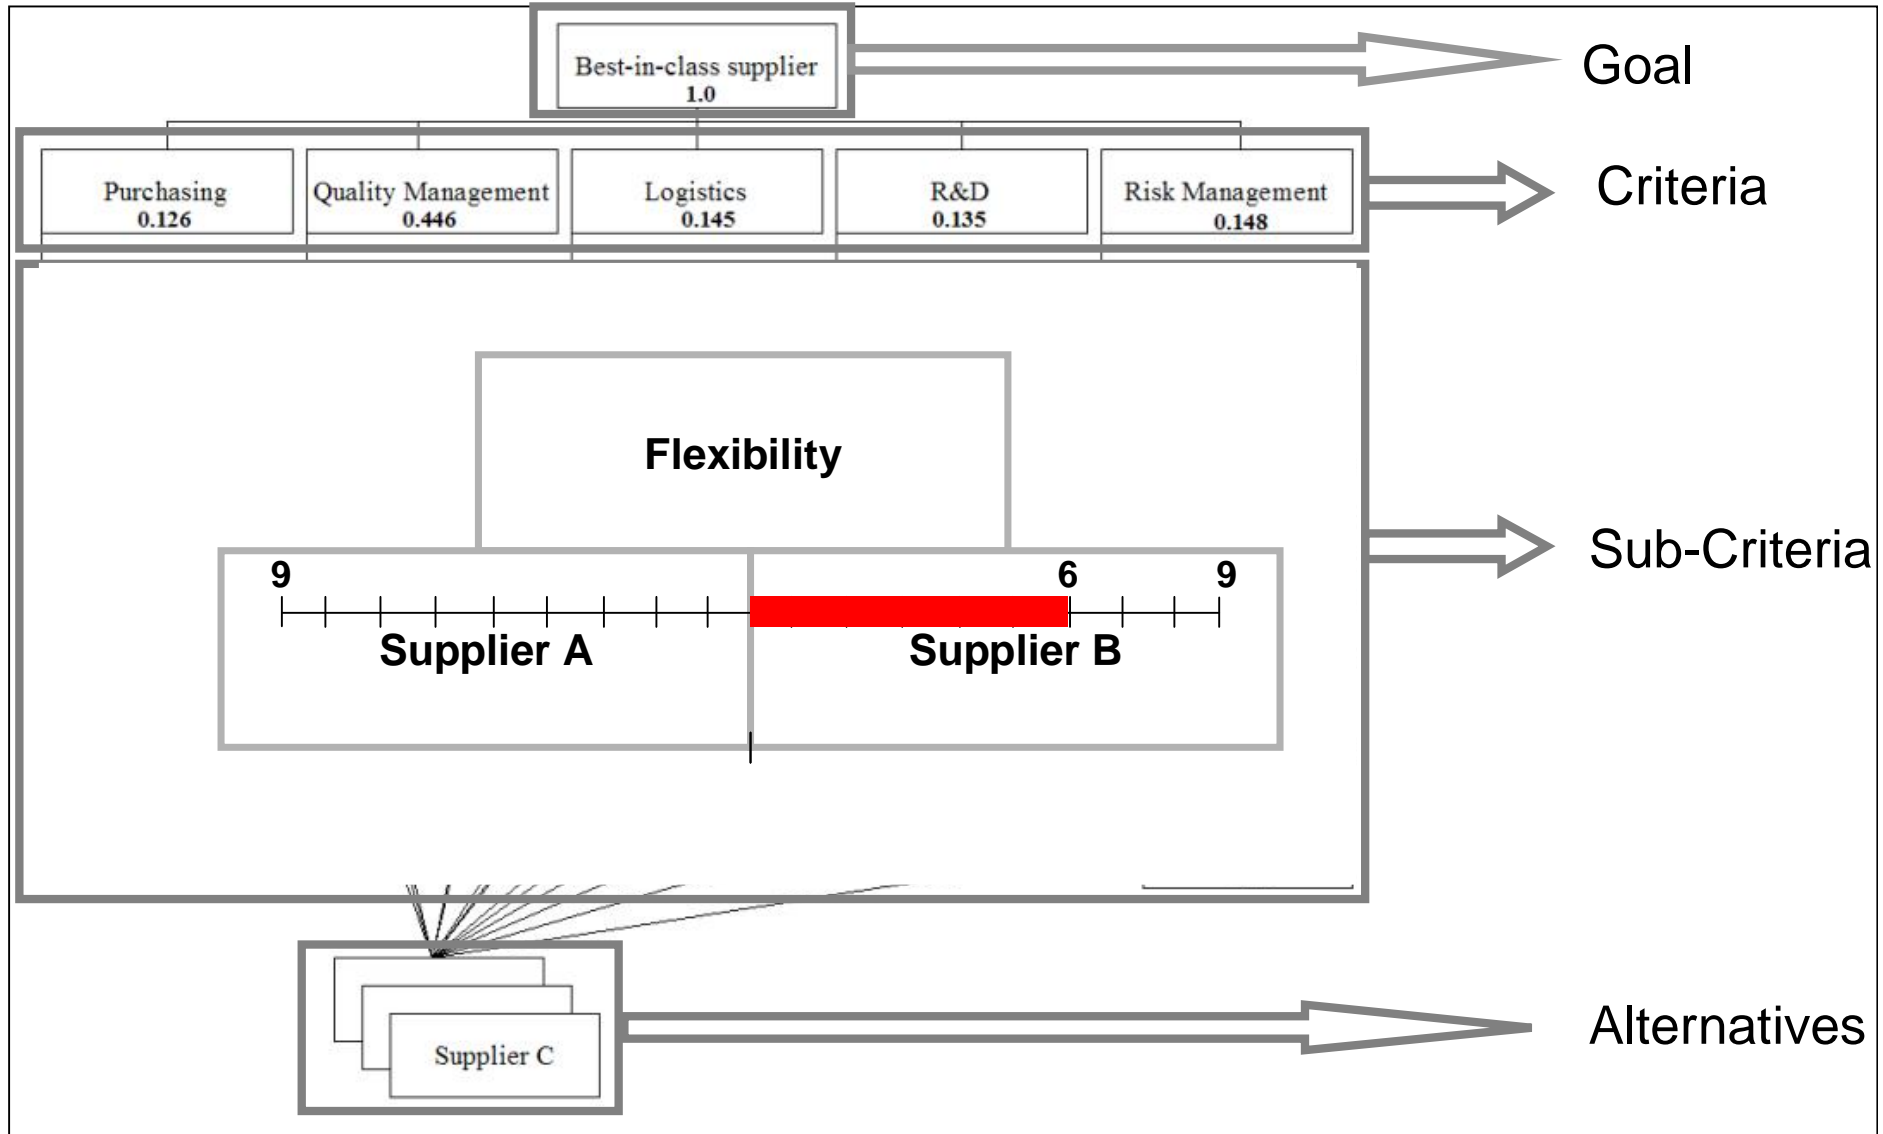 Best-in-class supplier
1.0
Goal
Purchasing
0.126
Quality Management
0.446
Logistics
0.145
R&D
0.135
Risk Management
0.148
Criteria
Flexibility
9
6
9
Supplier A
Supplier B
Sub-Criteria
Supplier C
Alternatives